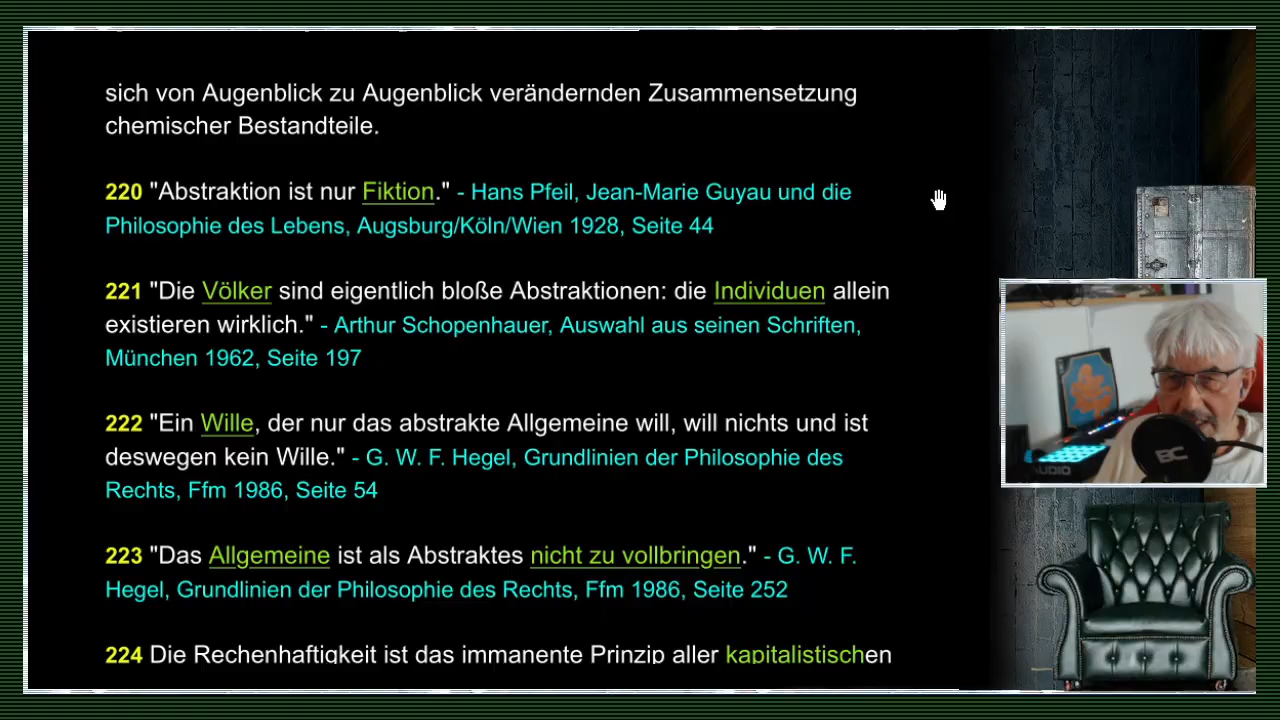 sich von Augenblick zu Augenblick verändernden Zusammensetzung
chemischer Bestandteile.
220 "Abstraktion ist nur Fiktion." - Hans Pfeil, Jean-Marie Guyau und die
Philosophie des Lebens, Augsburg/Köln/Wien 1928, Seite 44
221 "Die Völker sind eigentlich bloße Abstraktionen: die Individuen allein
existieren wirklich." - Arthur Schopenhauer, Auswahl aus seinen Schriften,
München 1962, Seite 197
222 "Ein Wille, der nur das abstrakte Allgemeine will, will nichts und ist
deswegen kein Wille." - G. W. F. Hegel, Grundlinien der Philosophie des
Rechts, Ffm 1986, Seite 54
223 "Das Allgemeine ist als Abstraktes nicht zu vollbringen." - G. W. F.
Hegel, Grundlinien der Philosophie des Rechts, Ffm 1986, Seite 252
224 Die Rechenhaftigkeit ist das immanente Prinzip aller kapitalistischen
AUDIO